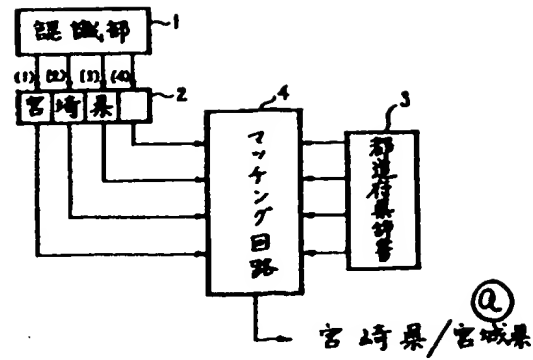 認識部 1
(1) (2) (3) (4)
宮 埼 県 2
4 3
マッチング回路
都道府県辞書
a
宮崎県/宮城県